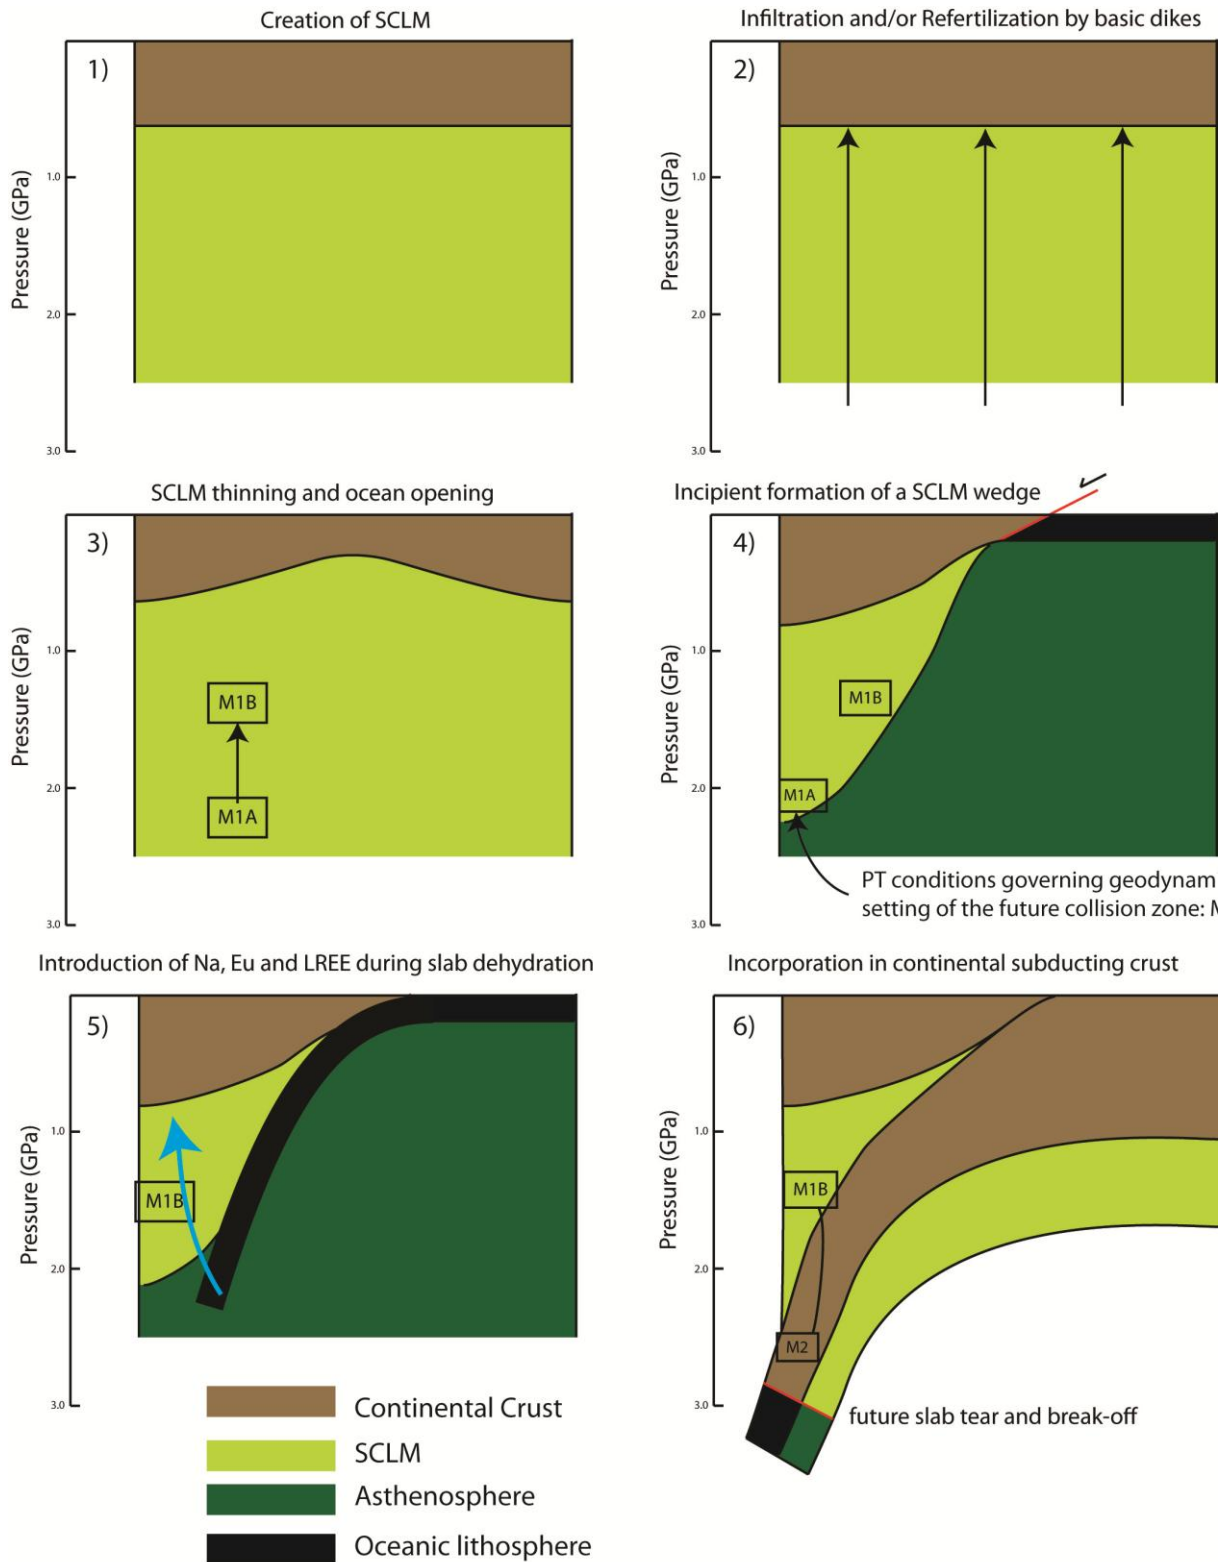 Creation of SCLM
1)
Pressure (GPa)
1.0
2.0
3.0
Infiltration and/or Refertilization by basic dikes
2)
Pressure (GPa)
1.0
2.0
3.0
SCLM thinning and ocean opening
3)
Pressure (GPa)
1.0
2.0
3.0
M1B
M1A
Incipient formation of a SCLM wedge
4)
Pressure (GPa)
1.0
2.0
3.0
M1B
M1A
PT conditions governing geodynam
setting of the future collision zone: M
Introduction of Na, Eu and LREE during slab dehydration
5)
Pressure (GPa)
1.0
2.0
3.0
M1B
Incorporation in continental subducting crust
6)
Pressure (GPa)
1.0
2.0
3.0
M1B
M2
future slab tear and break-off
Continental Crust
SCLM
Asthenosphere
Oceanic lithosphere